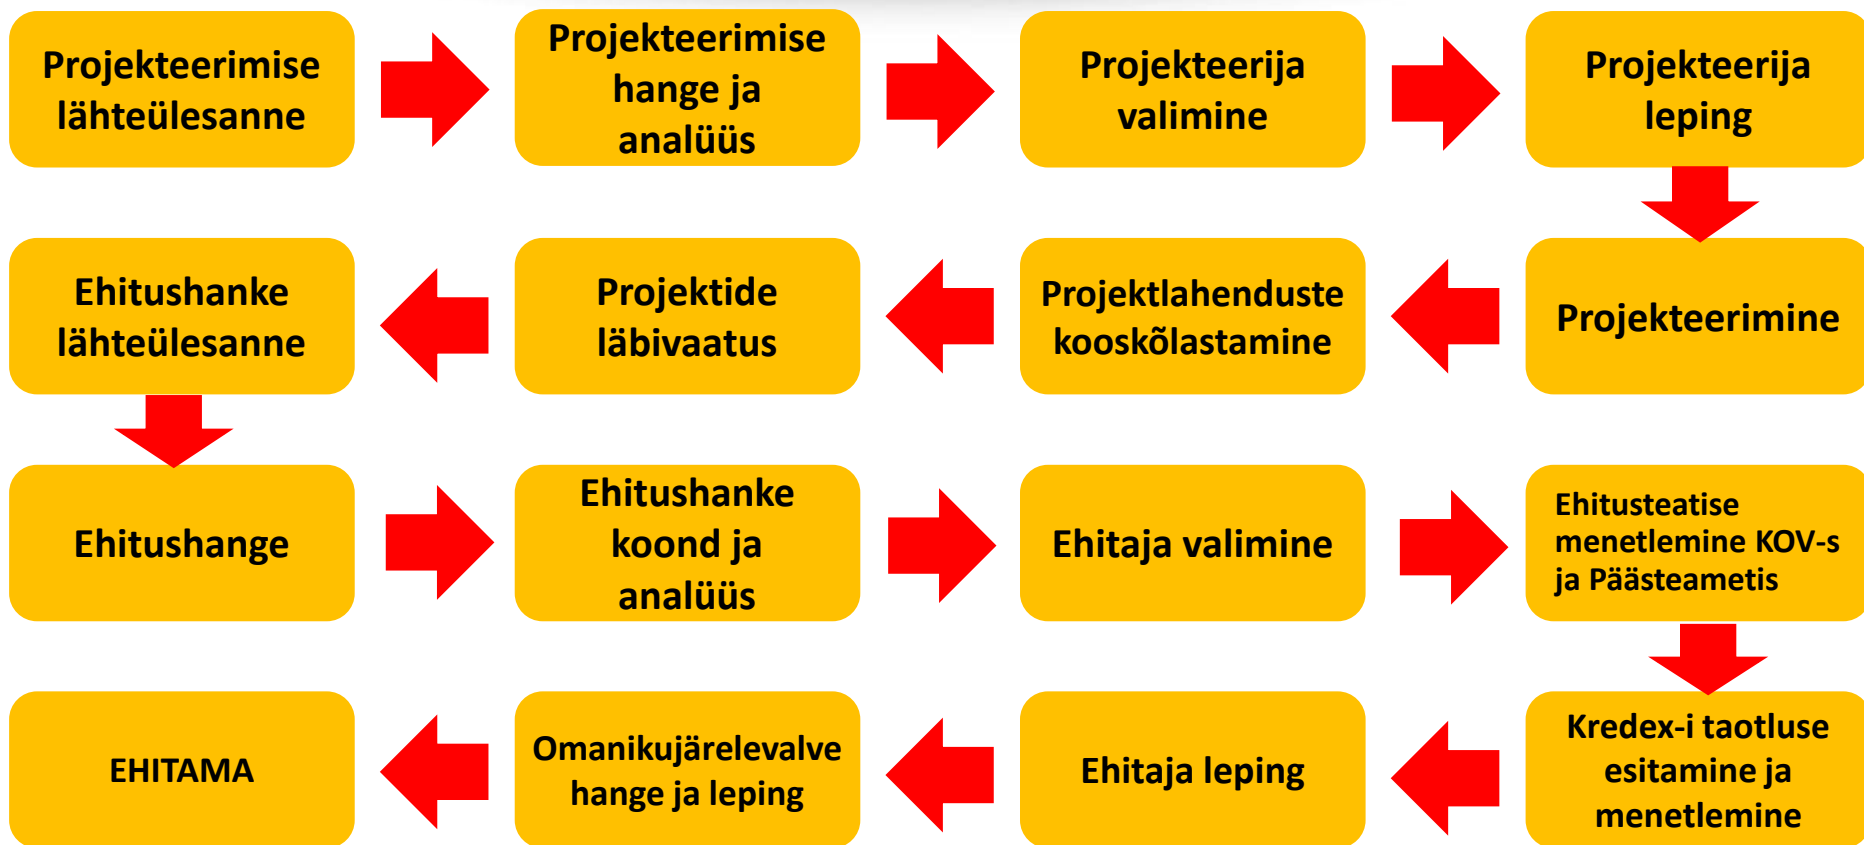 Projekteerimise
lähteülesanne
Projekteerimise
hange ja
analüüs
Projekteerija
valimine
Projekteerija
leping
Projekteerimine
Projektlahenduste
kooskõlastamine
Projektide
läbivaatus
Ehitushanke
lähteülesanne
Ehitushange
Ehitushanke
koond ja
analüüs
Ehitaja valimine
Ehitusteatise
menetlemine KOV-s
ja Päästeametis
Kredex-i taotluse
esitamine ja
menetlemine
Ehitaja leping
Omanikujärelevalve
hange ja leping
EHITAMA